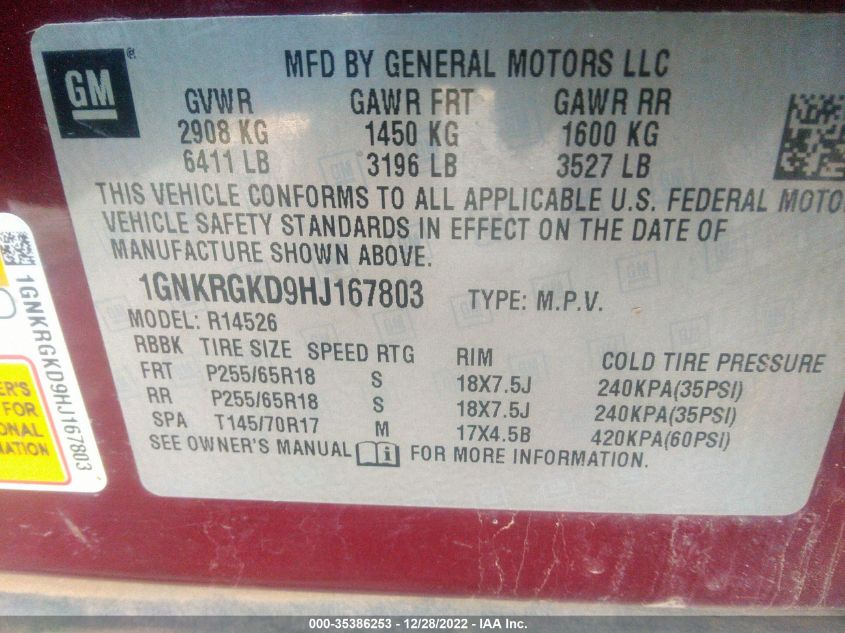 GM
MFD BY GENERAL MOTORS LLC
GVWR GAWR FRT GAWR RR
2908 KG 1450 KG 1600 KG
6411 LB 3196 LB 3527 LB
THIS VEHICLE CONFORMS TO ALL APPLICABLE U.S. FEDERAL MOTO
VEHICLE SAFETY STANDARDS IN EFFECT ON THE DATE OF
MANUFACTURE SHOWN ABOVE.
1GNKRGKD9HJ167803 TYPE: M.P.V.
MODEL: R14526
RBBK TIRE SIZE SPEED RTG RIM COLD TIRE PRESSURE
FRT P255/65R18 S 18X7.5J 240KPA(35PSI)
RR P255/65R18 S 18X7.5J 240KPA(35PSI)
SPA T145/70R17 M 17X4.5B 420KPA(60PSI)
SEE OWNER'S MANUAL i FOR MORE INFORMATION.
1GNKRGKD9HJ167803
ER'S
FOR
ONAL
MATION
000-35386253 - 12/28/2022 - IAA Inc.